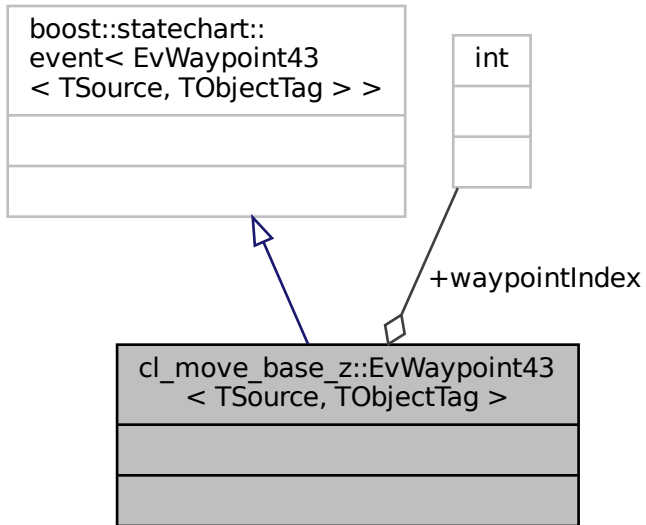 boost::statechart::
event< EvWaypoint43
< TSource, TObjectTag > >
int
+waypointIndex
cl_move_base_z::EvWaypoint43
< TSource, TObjectTag >